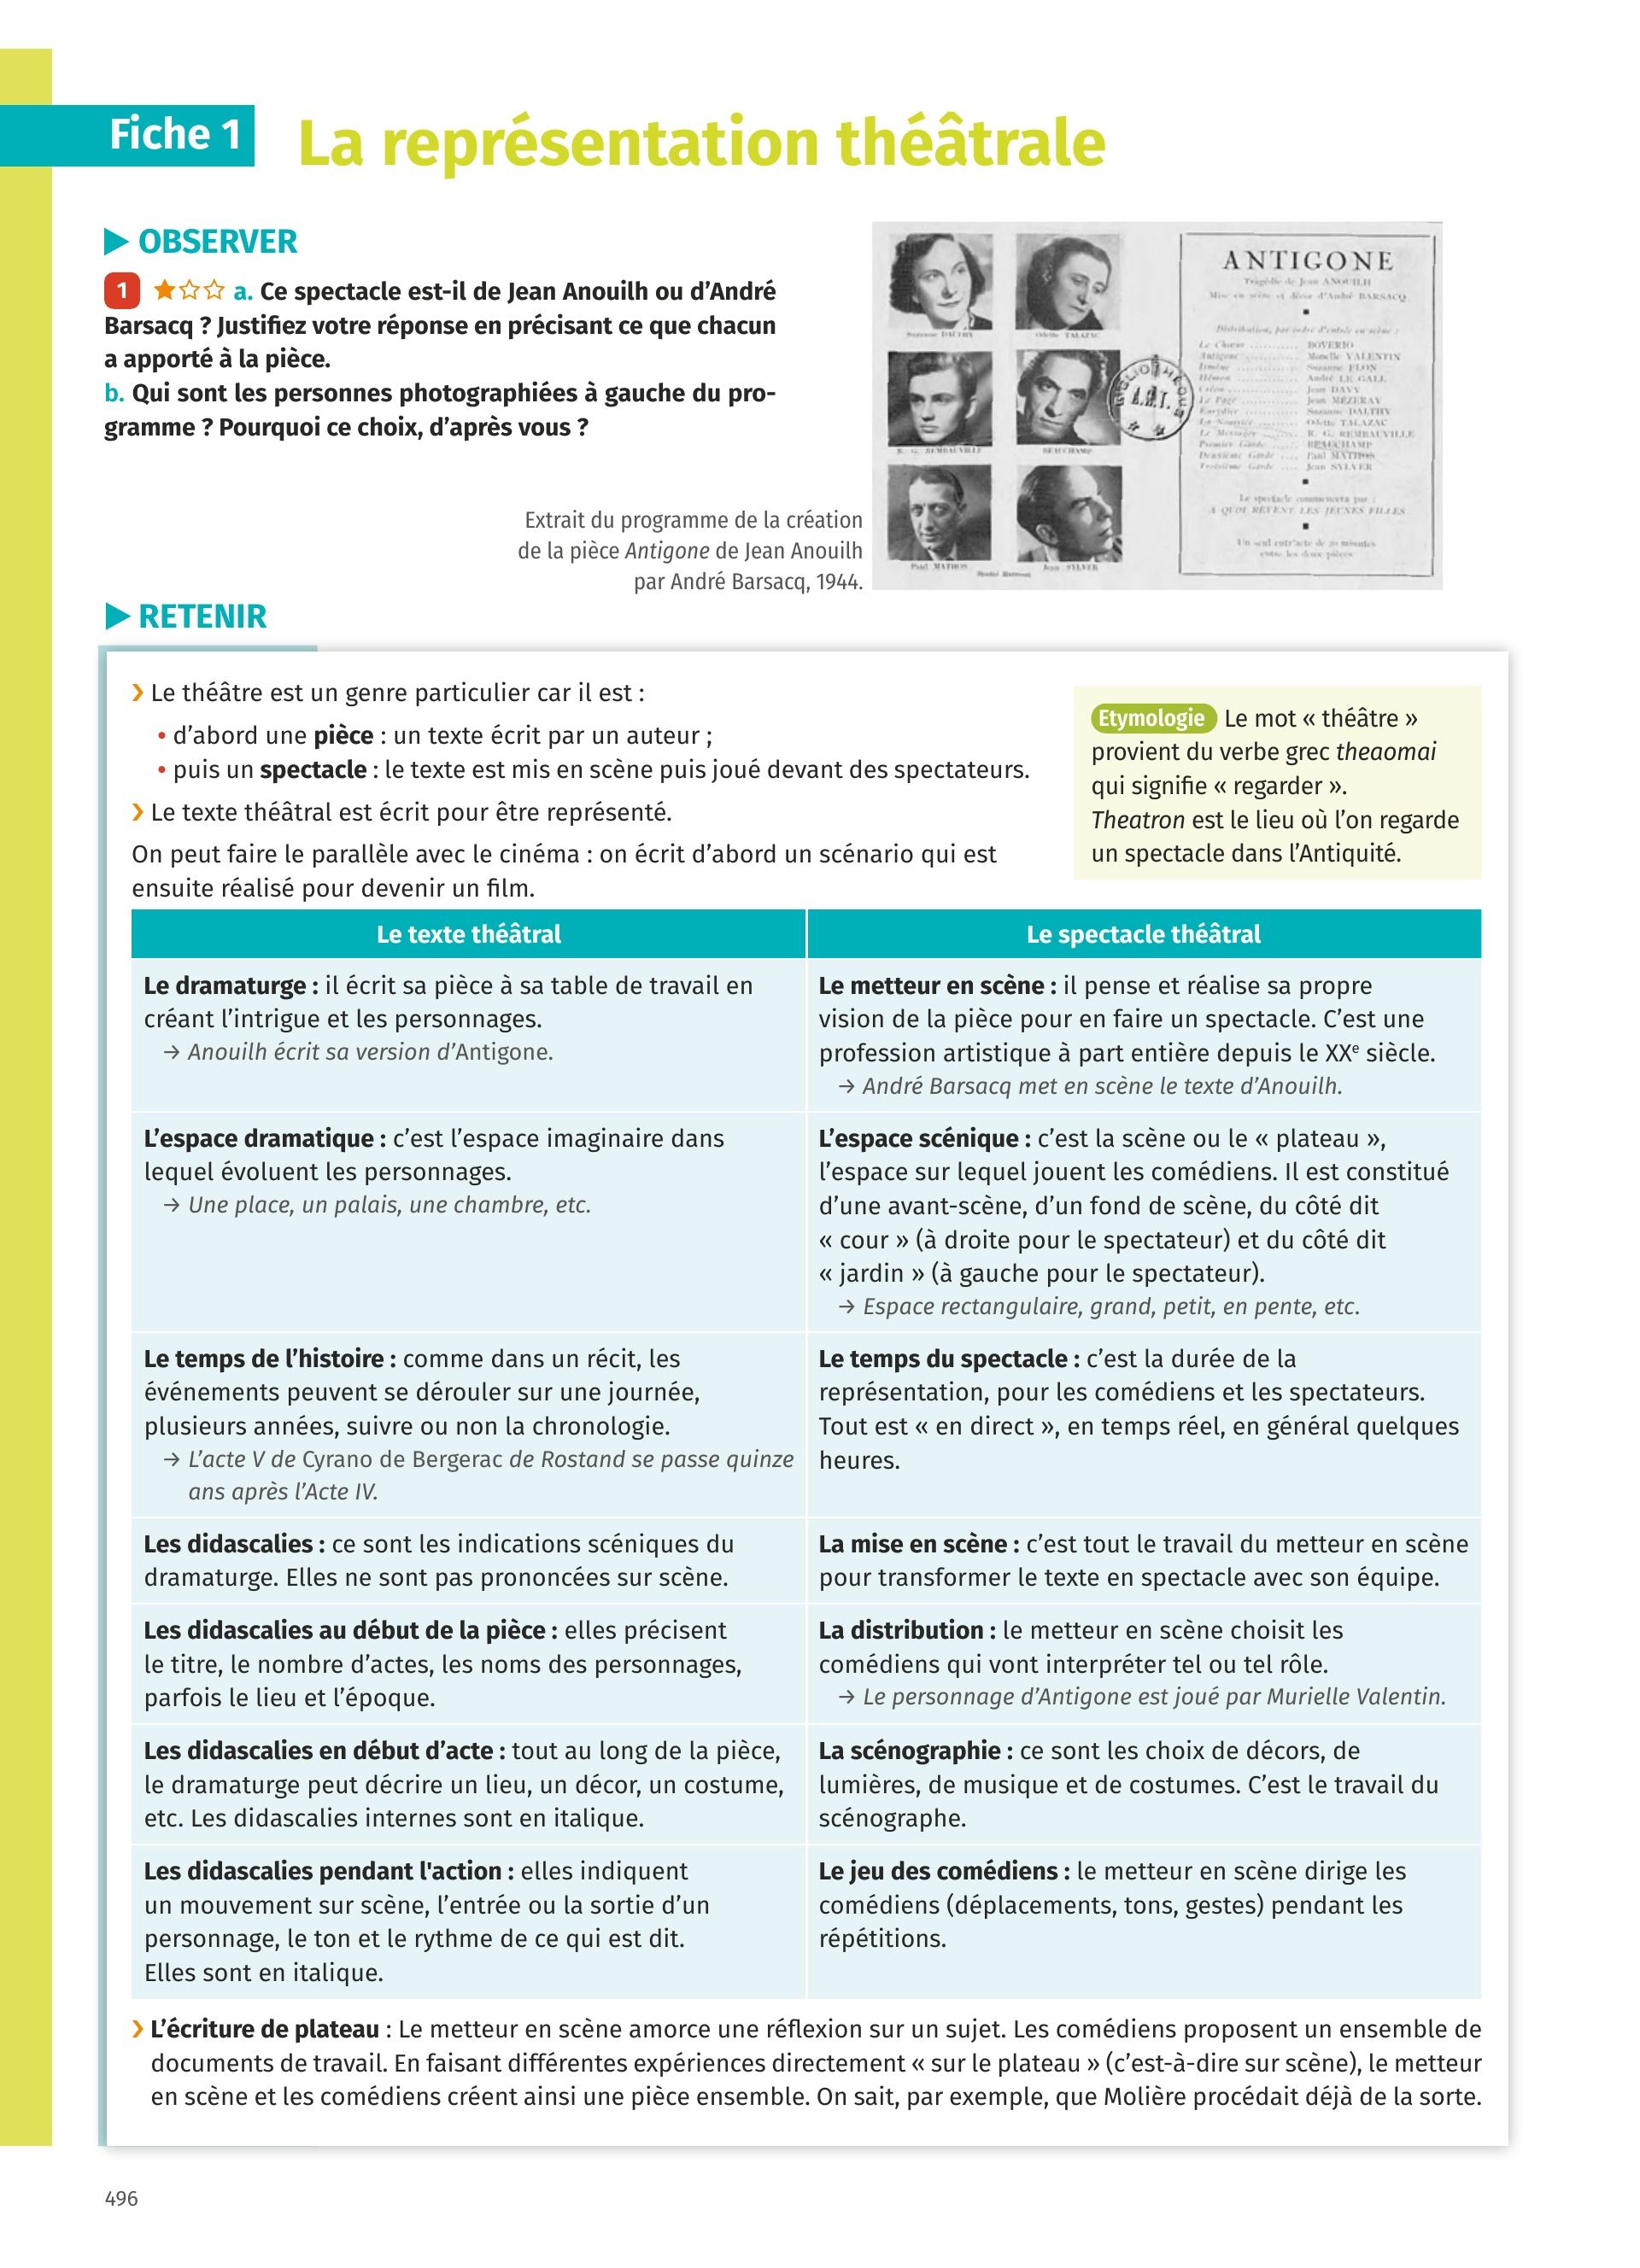 Fiche 1
La représentation théâtrale
OBSERVER
1 a. Ce spectacle est-il de Jean Anouilh ou d’André
Barsacq ? Justifiez votre réponse en précisant ce que chacun
a apporté à la pièce.
b. Qui sont les personnes photographiées à gauche du pro-
gramme ? Pourquoi ce choix, d’après vous ?
Suzanne DALTHY
Odette TALAZAC
R. G. REMBAUVILLE
BEAUCHAMP
Paul MATHOS
Jean SYLVER
BIBLIOTHEQUE
A.R.T.
ANTIGONE
Tragédie de Jean ANOUILH
Mise en scène et décor d'André BARSACQ
Distribution, par ordre d'entrée en scène :
Le Chœur .......... BOVERIO
Antigone .......... Monelle VALENTIN
Ismène .......... Suzanne FLON
Hémon .......... André LE GALL
Créon .......... Jean DAVY
Le Page .......... Jean MÉZERAY
Eurydice .......... Suzanne DALTHY
La Nourrice .......... Odette TALAZAC
Le Messager .......... R. G. REMBAUVILLE
Premier Garde .......... BEAUCHAMP
Deuxième Garde .... Paul MATHOS
Troisième Garde .... Jean SYLVER
Le spectacle commencera par :
A QUOI RÊVENT LES JEUNES FILLES
Un seul entr'acte de 20 minutes
entre les deux pièces
Extrait du programme de la création
de la pièce Antigone de Jean Anouilh
par André Barsacq, 1944.
RETENIR
Le théâtre est un genre particulier car il est :
• d’abord une pièce : un texte écrit par un auteur ;
• puis un spectacle : le texte est mis en scène puis joué devant des spectateurs.
Le texte théâtral est écrit pour être représenté.
On peut faire le parallèle avec le cinéma : on écrit d’abord un scénario qui est
ensuite réalisé pour devenir un film.
Etymologie Le mot « théâtre »
provient du verbe grec theaomai
qui signifie « regarder ».
Theatron est le lieu où l’on regarde
un spectacle dans l’Antiquité.
Le texte théâtral
Le spectacle théâtral
Le dramaturge : il écrit sa pièce à sa table de travail en
créant l’intrigue et les personnages.
→ Anouilh écrit sa version d’Antigone.
Le metteur en scène : il pense et réalise sa propre
vision de la pièce pour en faire un spectacle. C’est une
profession artistique à part entière depuis le XXe siècle.
→ André Barsacq met en scène le texte d’Anouilh.
L’espace dramatique : c’est l’espace imaginaire dans
lequel évoluent les personnages.
→ Une place, un palais, une chambre, etc.
L’espace scénique : c’est la scène ou le « plateau »,
l’espace sur lequel jouent les comédiens. Il est constitué
d’une avant-scène, d’un fond de scène, du côté dit
« cour » (à droite pour le spectateur) et du côté dit
« jardin » (à gauche pour le spectateur).
→ Espace rectangulaire, grand, petit, en pente, etc.
Le temps de l’histoire : comme dans un récit, les
événements peuvent se dérouler sur une journée,
plusieurs années, suivre ou non la chronologie.
→ L’acte V de Cyrano de Bergerac de Rostand se passe quinze
ans après l’Acte IV.
Le temps du spectacle : c’est la durée de la
représentation, pour les comédiens et les spectateurs.
Tout est « en direct », en temps réel, en général quelques
heures.
Les didascalies : ce sont les indications scéniques du
dramaturge. Elles ne sont pas prononcées sur scène.
La mise en scène : c’est tout le travail du metteur en scène
pour transformer le texte en spectacle avec son équipe.
Les didascalies au début de la pièce : elles précisent
le titre, le nombre d’actes, les noms des personnages,
parfois le lieu et l’époque.
La distribution : le metteur en scène choisit les
comédiens qui vont interpréter tel ou tel rôle.
→ Le personnage d’Antigone est joué par Murielle Valentin.
Les didascalies en début d’acte : tout au long de la pièce,
le dramaturge peut décrire un lieu, un décor, un costume,
etc. Les didascalies internes sont en italique.
La scénographie : ce sont les choix de décors, de
lumières, de musique et de costumes. C’est le travail du
scénographe.
Les didascalies pendant l'action : elles indiquent
un mouvement sur scène, l’entrée ou la sortie d’un
personnage, le ton et le rythme de ce qui est dit.
Elles sont en italique.
Le jeu des comédiens : le metteur en scène dirige les
comédiens (déplacements, tons, gestes) pendant les
répétitions.
L’écriture de plateau : Le metteur en scène amorce une réflexion sur un sujet. Les comédiens proposent un ensemble de
documents de travail. En faisant différentes expériences directement « sur le plateau » (c’est-à-dire sur scène), le metteur
en scène et les comédiens créent ainsi une pièce ensemble. On sait, par exemple, que Molière procédait déjà de la sorte.
496